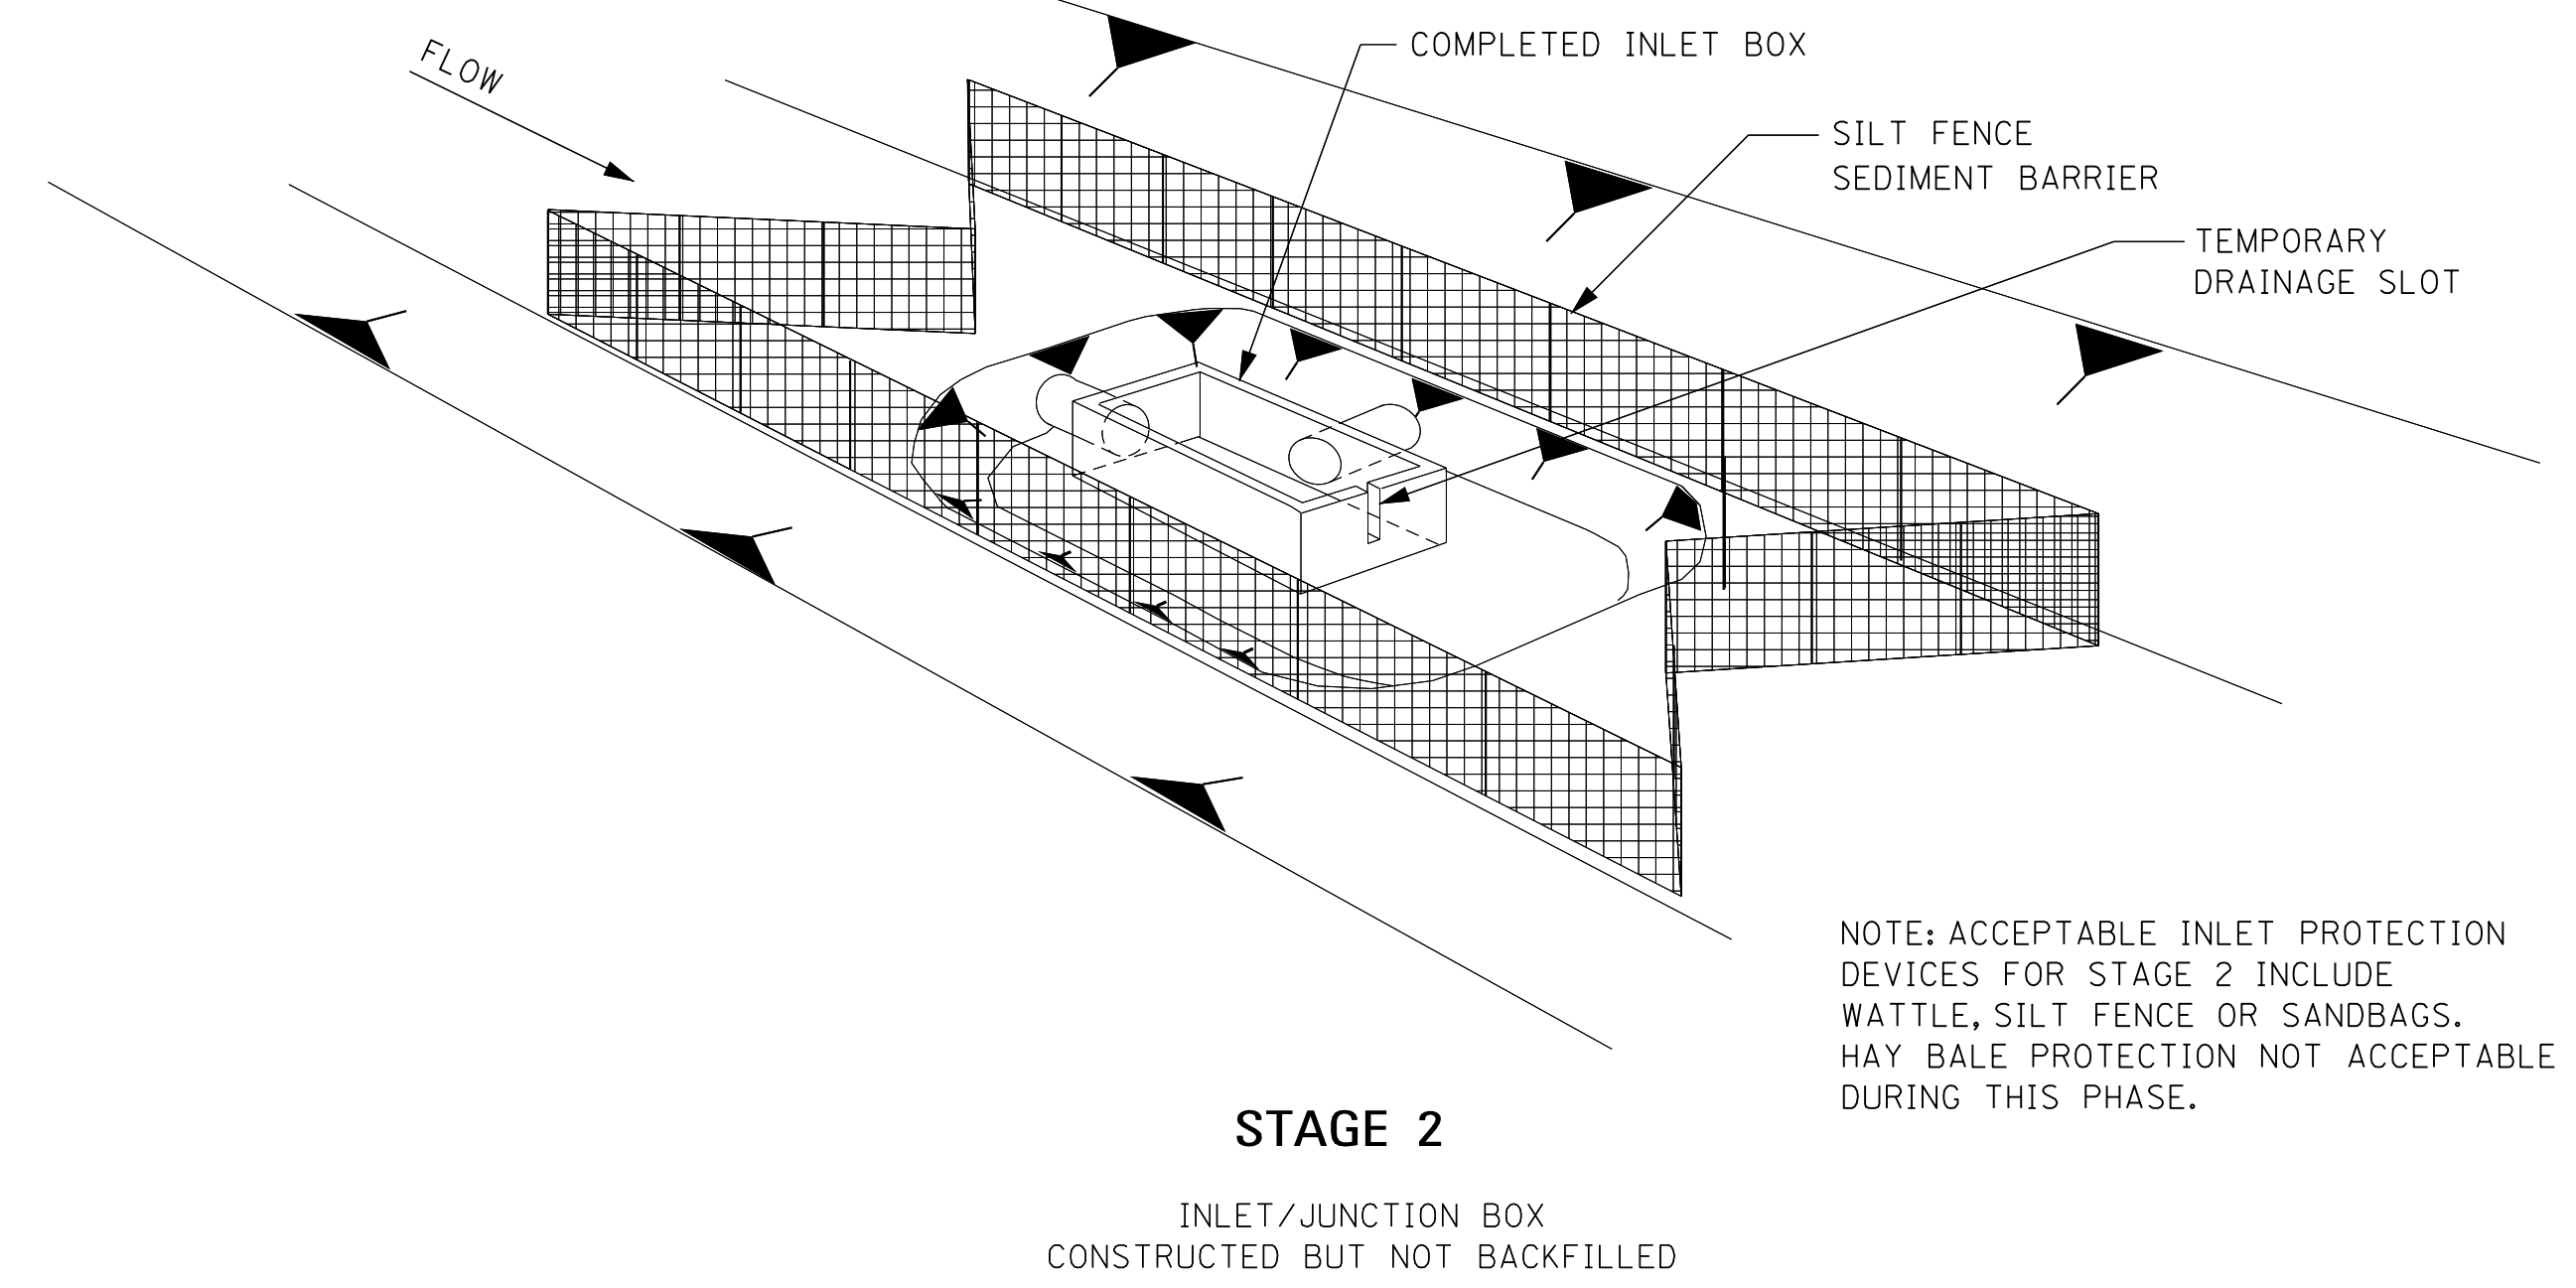 FLOW
COMPLETED INLET BOX
SILT FENCE
SEDIMENT BARRIER
TEMPORARY
DRAINAGE SLOT
NOTE: ACCEPTABLE INLET PROTECTION
DEVICES FOR STAGE 2 INCLUDE
WATTLE, SILT FENCE OR SANDBAGS.
HAY BALE PROTECTION NOT ACCEPTABLE
DURING THIS PHASE.
STAGE 2
INLET/JUNCTION BOX
CONSTRUCTED BUT NOT BACKFILLED